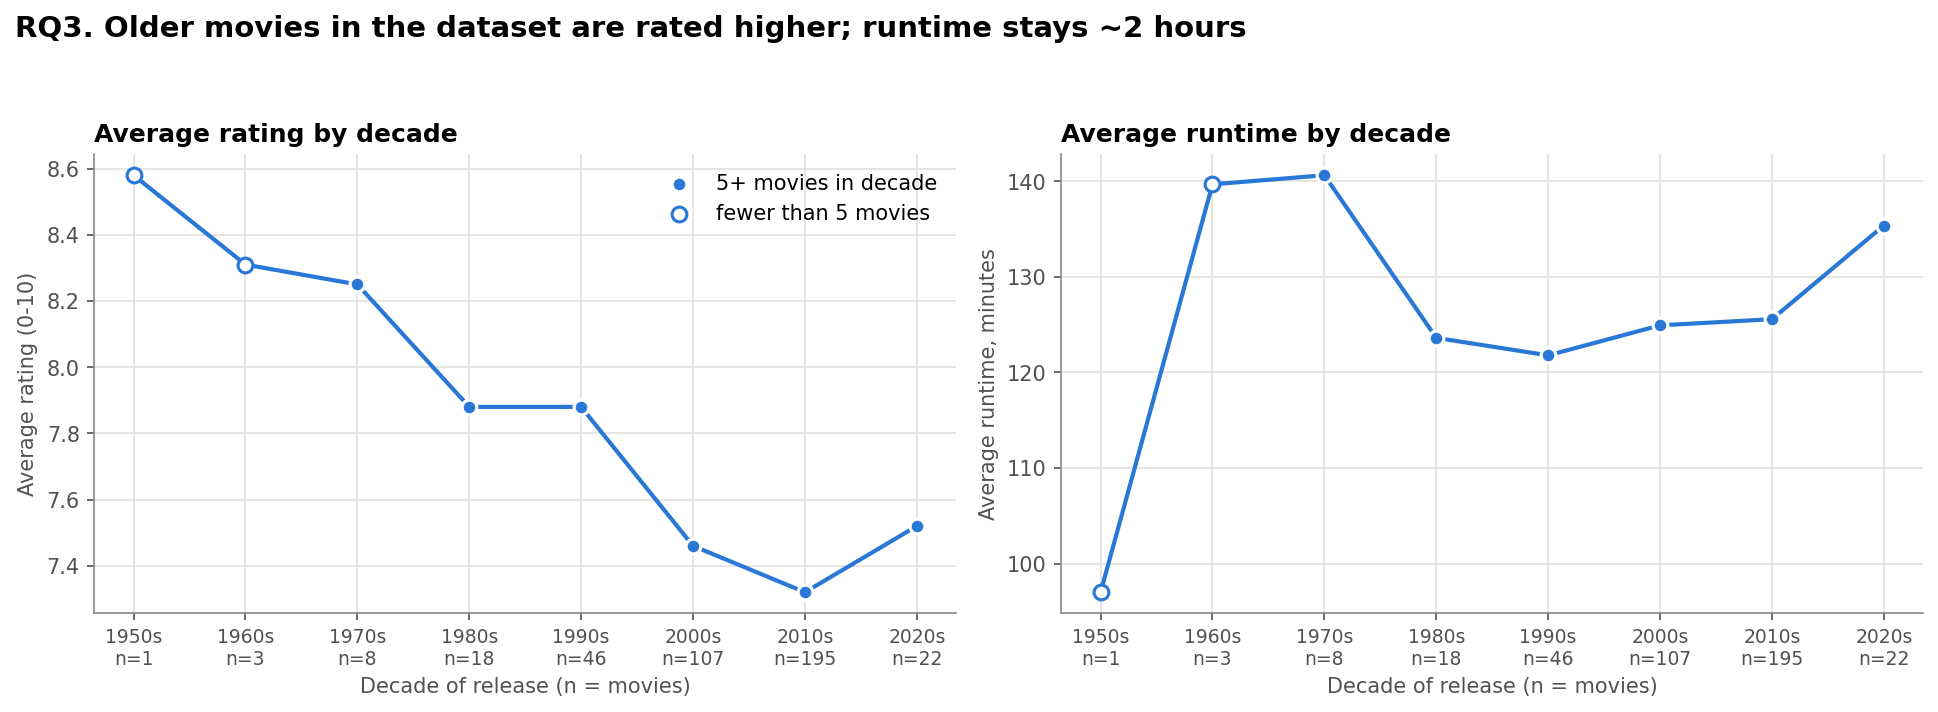 RQ3. Older movies in the dataset are rated higher; runtime stays ~2 hours
Average rating by decade
8.6
8.4
8.2
8.0
7.8
7.6
7.4
Average rating (0-10)
5+ movies in decade
fewer than 5 movies
1950s 1960s 1970s 1980s 1990s 2000s 2010s 2020s
n=1 n=3 n=8 n=18 n=46 n=107 n=195 n=22
Decade of release (n = movies)
Average runtime by decade
140
130
120
110
100
Average runtime, minutes
1950s 1960s 1970s 1980s 1990s 2000s 2010s 2020s
n=1 n=3 n=8 n=18 n=46 n=107 n=195 n=22
Decade of release (n = movies)